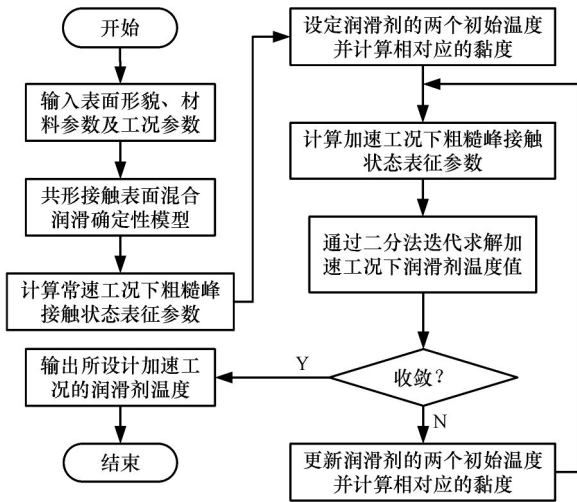 开始
输入表面形貌、材
料参数及工况参数
共形接触表面混合
润滑确定性模型
计算常速工况下粗糙峰
接触状态表征参数
设定润滑剂的两个初始温度
并计算相对应的黏度
计算加速工况下粗糙峰接触
状态表征参数
通过二分法迭代求解加
速工况下润滑剂温度值
收敛？
Y
N
输出所设计加速工
况的润滑剂温度
结束
更新润滑剂的两个初始温度
并计算相对应的黏度